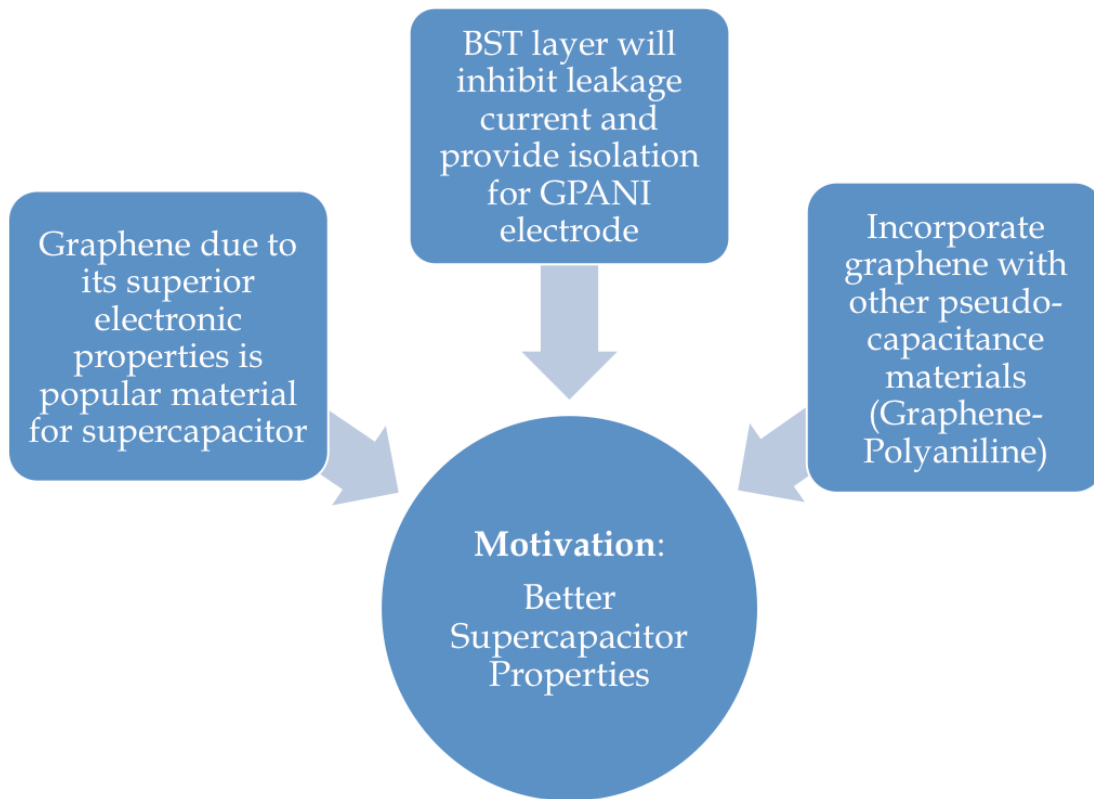 BST layer will
inhibit leakage
current and
provide isolation
for GPANI
electrode
Graphene due to
its superior
electronic
properties is
popular material
for supercapacitor
Incorporate
graphene with
other pseudo-
capacitance
materials
(Graphene-
Polyaniline)
Motivation:
Better
Supercapacitor
Properties